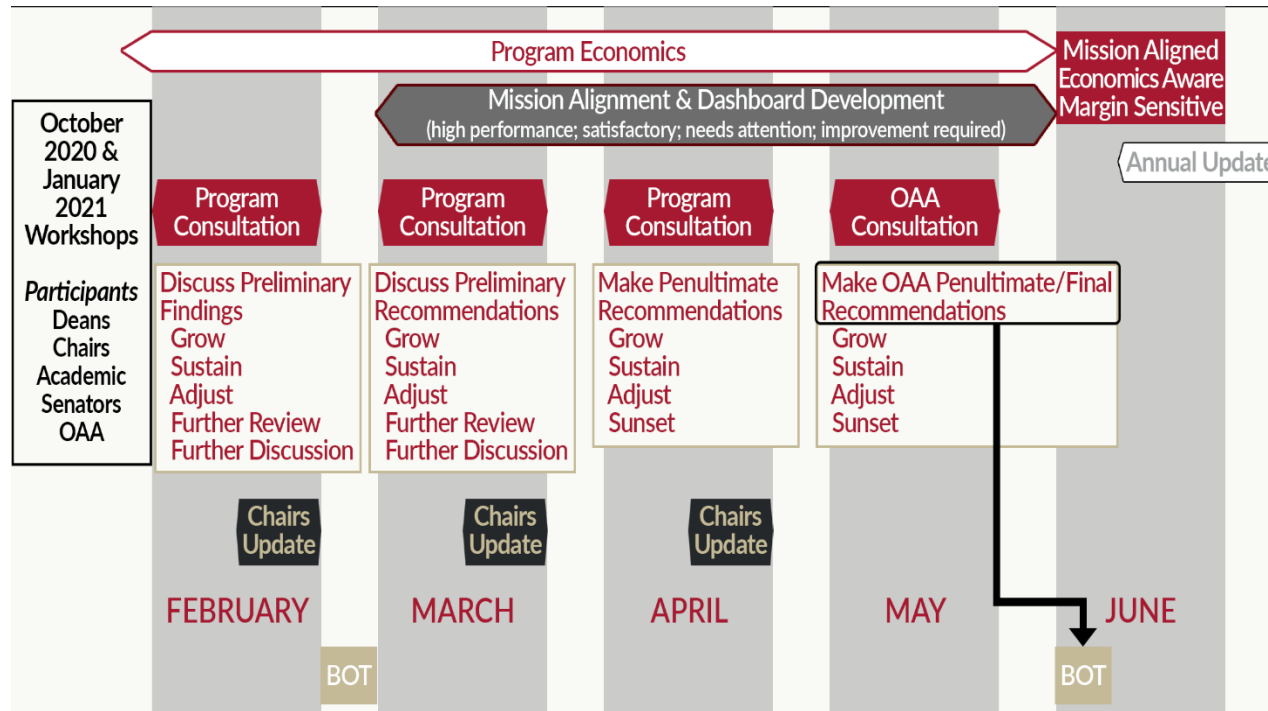 Program Economics
Mission Aligned
Economics Aware
Margin Sensitive
Mission Alignment & Dashboard Development
(high performance; satisfactory; needs attention; improvement required)
Annual Update
October
2020 &
January
2021
Workshops
Participants
Deans
Chairs
Academic
Senators
OAA
Program
Consultation
Program
Consultation
Program
Consultation
OAA
Consultation
Discuss Preliminary
Findings
Grow
Sustain
Adjust
Further Review
Further Discussion
Discuss Preliminary
Recommendations
Grow
Sustain
Adjust
Further Review
Further Discussion
Make Penultimate
Recommendations
Grow
Sustain
Adjust
Sunset
Make OAA Penultimate/Final
Recommendations
Grow
Sustain
Adjust
Sunset
Chairs
Update
Chairs
Update
Chairs
Update
FEBRUARY
MARCH
APRIL
MAY
JUNE
BOT
BOT